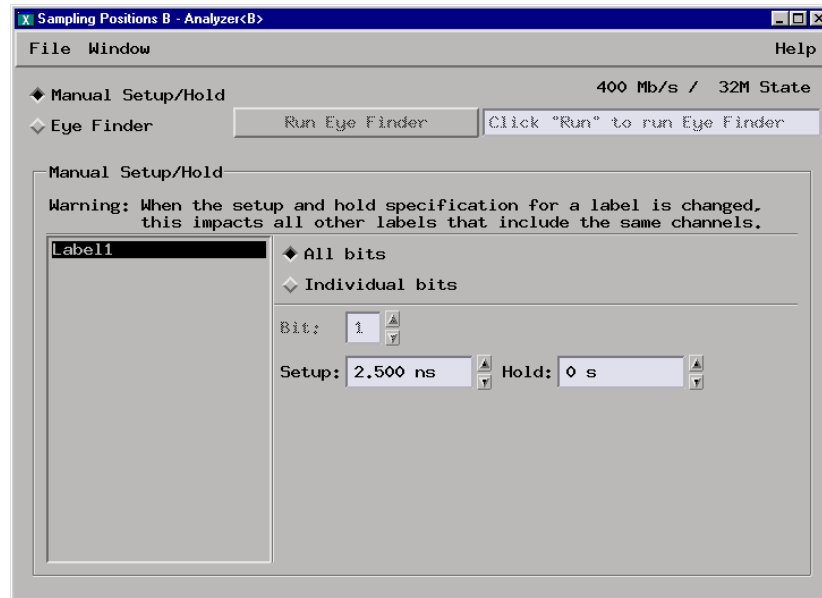 Sampling Positions B - Analyzer<B>
File Window Help
Manual Setup/Hold 400 Mb/s / 32M State
Eye Finder Run Eye Finder Click "Run" to run Eye Finder
Manual Setup/Hold
Warning: When the setup and hold specification for a label is changed,
this impacts all other labels that include the same channels.
Label1
All bits
Individual bits
Bit: 1
Setup: 2.500 ns Hold: 0 s